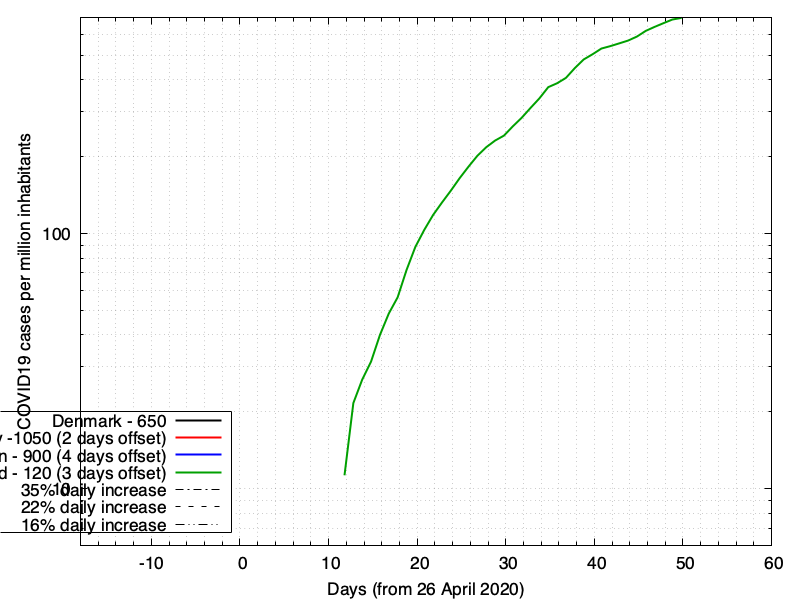 COVID19 cases per million inhabitants
100
10
Denmark - 650
-1050 (2 days offset)
- 900 (4 days offset)
- 120 (3 days offset)
35% daily increase
22% daily increase
16% daily increase
-10 0 10 20 30 40 50 60
Days (from 26 April 2020)